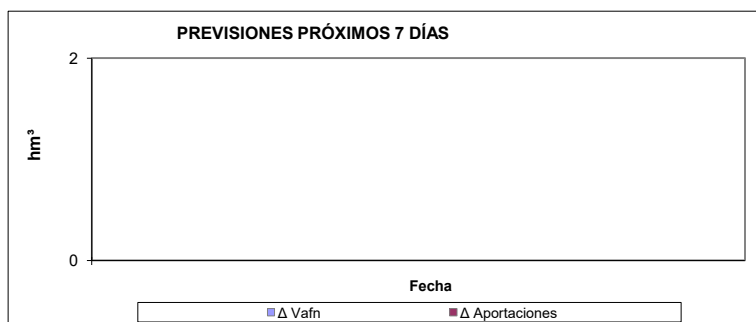 PREVISIONES PRÓXIMOS 7 DÍAS
2
hm³
0
Fecha
Δ Vafn Δ Aportaciones